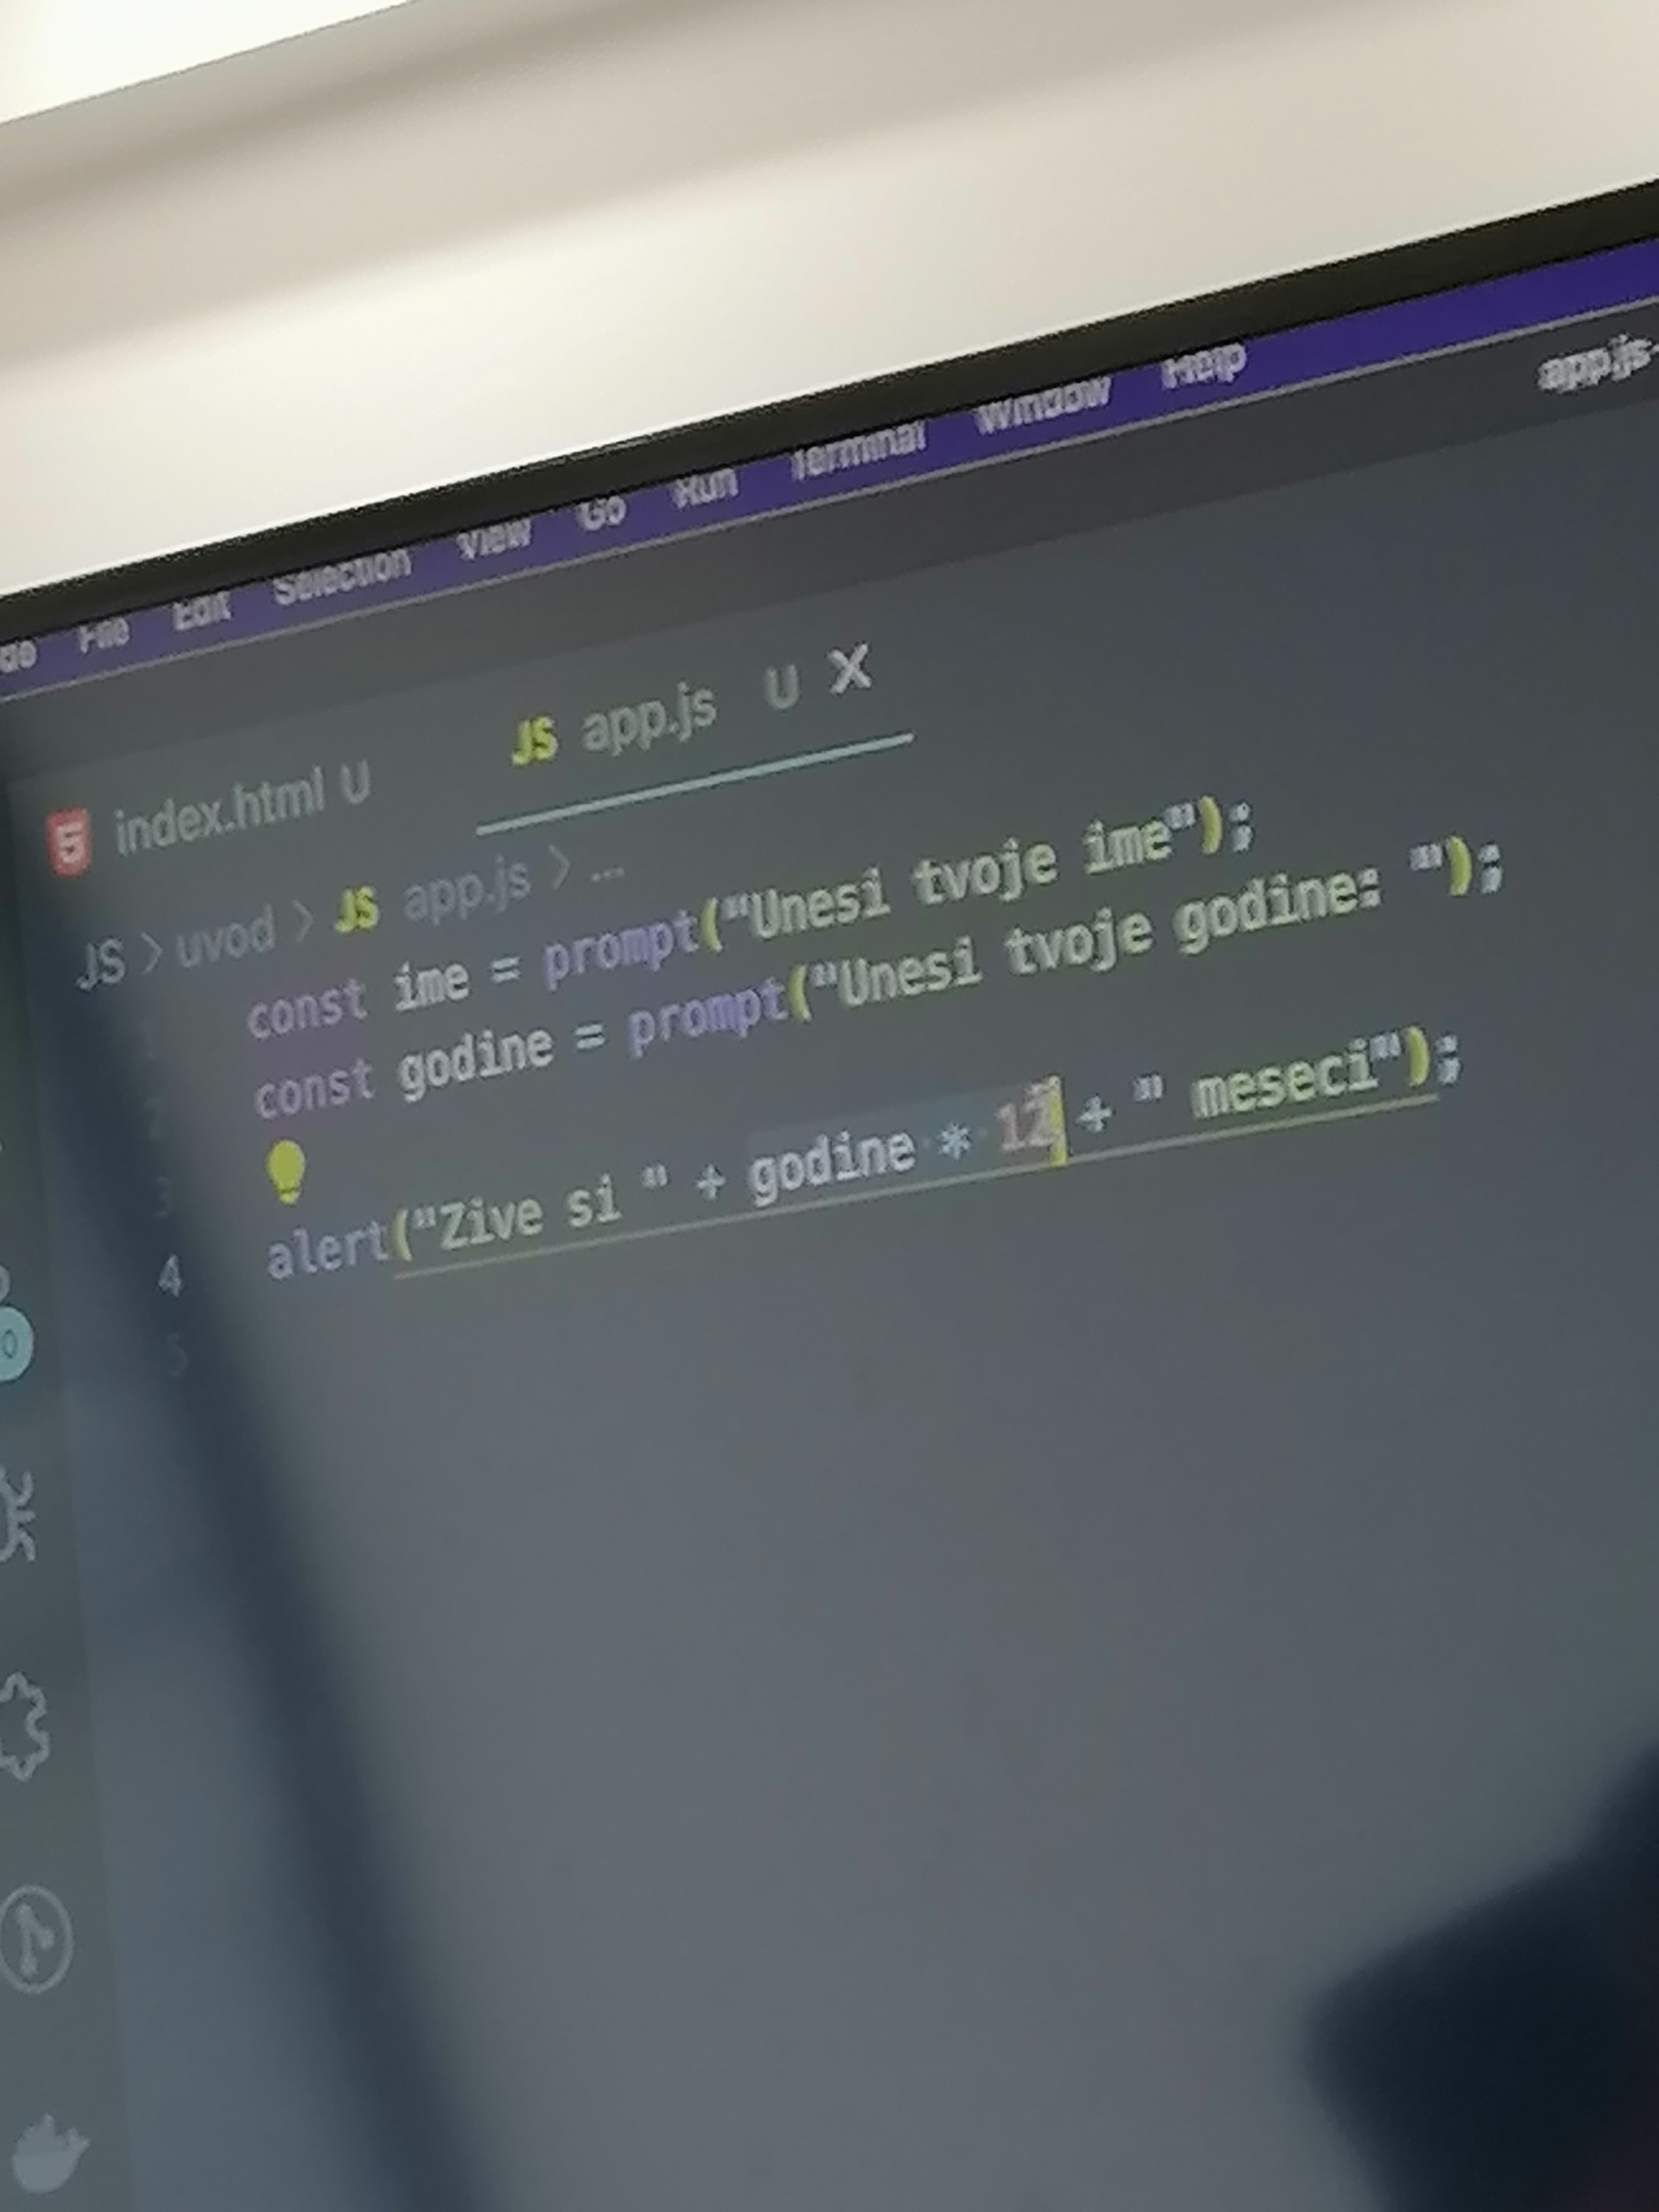 File Edit Selection View Go Run Terminal Window Help
app.js
index.html U JS app.js U X
JS > uvod > JS app.js > ...
const ime = prompt("Unesi tvoje ime");
const godine = prompt("Unesi tvoje godine: ");
3
4 alert("Zive si " + godine * 12 + " meseci");
5